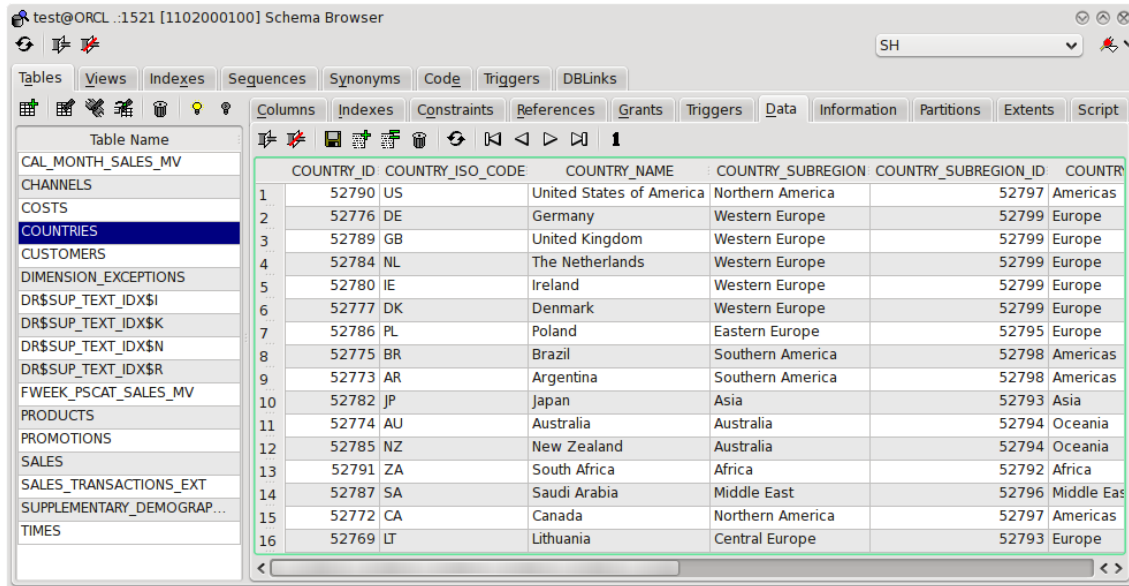 test@ORCL .:1521 [1102000100] Schema Browser
SH
Tables Views Indexes Sequences Synonyms Code Triggers DBLinks
Columns Indexes Constraints References Grants Triggers Data Information Partitions Extents Script
Table Name
CAL_MONTH_SALES_MV
CHANNELS
COSTS
COUNTRIES
CUSTOMERS
DIMENSION_EXCEPTIONS
DR$SUP_TEXT_IDX$I
DR$SUP_TEXT_IDX$K
DR$SUP_TEXT_IDX$N
DR$SUP_TEXT_IDX$R
FWEEK_PSCAT_SALES_MV
PRODUCTS
PROMOTIONS
SALES
SALES_TRANSACTIONS_EXT
SUPPLEMENTARY_DEMOGRAP...
TIMES
1
COUNTRY_ID COUNTRY_ISO_CODE COUNTRY_NAME COUNTRY_SUBREGION COUNTRY_SUBREGION_ID COUNTR
1 52790 US United States of America Northern America 52797 Americas
2 52776 DE Germany Western Europe 52799 Europe
3 52789 GB United Kingdom Western Europe 52799 Europe
4 52784 NL The Netherlands Western Europe 52799 Europe
5 52780 IE Ireland Western Europe 52799 Europe
6 52777 DK Denmark Western Europe 52799 Europe
7 52786 PL Poland Eastern Europe 52795 Europe
8 52775 BR Brazil Southern America 52798 Americas
9 52773 AR Argentina Southern America 52798 Americas
10 52782 JP Japan Asia 52793 Asia
11 52774 AU Australia Australia 52794 Oceania
12 52785 NZ New Zealand Australia 52794 Oceania
13 52791 ZA South Africa Africa 52792 Africa
14 52787 SA Saudi Arabia Middle East 52796 Middle Eas
15 52772 CA Canada Northern America 52797 Americas
16 52769 LT Lithuania Central Europe 52793 Europe